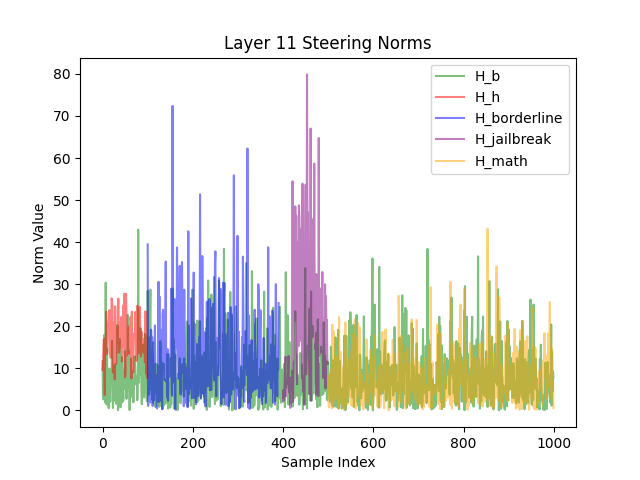 Layer 11 Steering Norms
H_b
H_h
H_borderline
H_jailbreak
H_math
Norm Value
80
70
60
50
40
30
20
10
0
0 200 400 600 800 1000
Sample Index